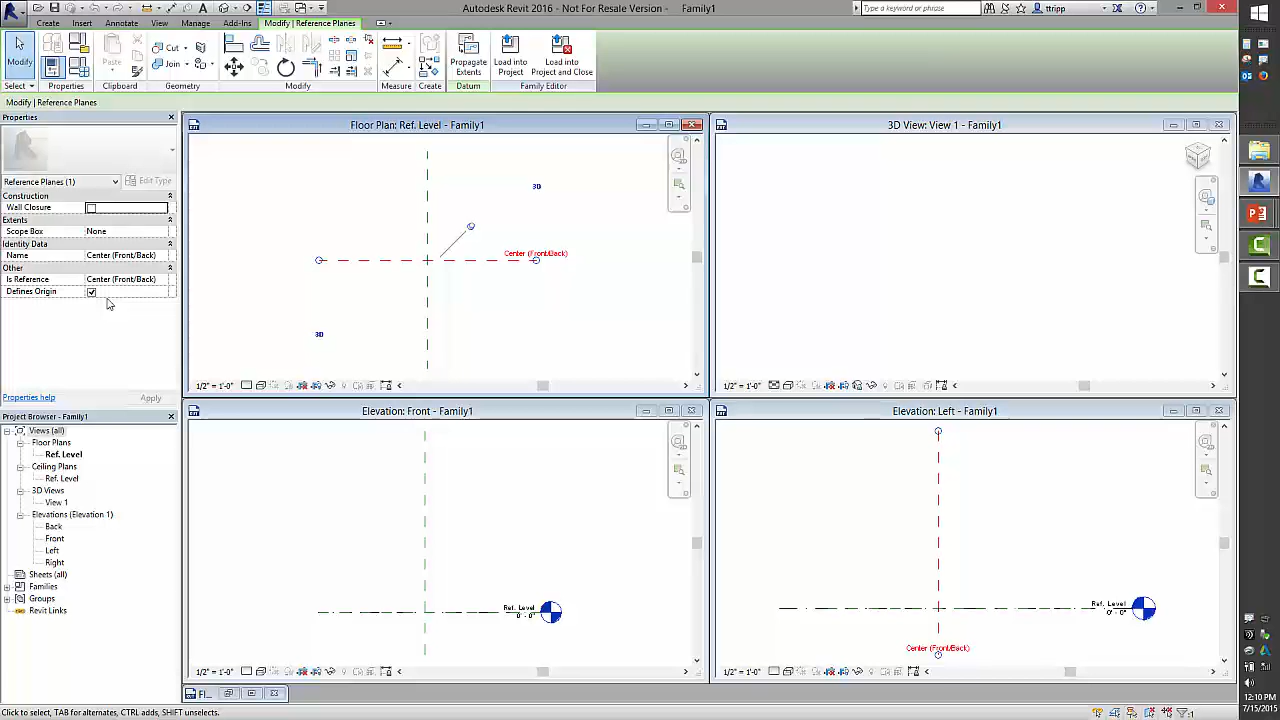 Autodesk Revit 2016 - Not For Resale Version - Family1
Type a keyword or phrase
ttripp
Create Insert Annotate View Manage Add-Ins Modify | Reference Planes
Modify
Paste
Cut
Join
Propagate Extents
Load into Project
Load into Project and Close
Select Properties Clipboard Geometry Modify Measure Create Datum Family Editor
Modify | Reference Planes
Properties
Reference Planes (1)
Edit Type
Construction
Wall Closure
Extents
Scope Box None
Identity Data
Name Center (Front/Back)
Other
Is Reference Center (Front/Back)
Defines Origin
Properties help
Apply
Project Browser - Family1
Views (all)
Floor Plans
Ref. Level
Ceiling Plans
Ref. Level
3D Views
View 1
Elevations (Elevation 1)
Back
Front
Left
Right
Sheets (all)
Families
Groups
Revit Links
Floor Plan: Ref. Level - Family1
3D
Center (Front/Back)
3D
1/2" = 1'-0"
3D View: View 1 - Family1
1/2" = 1'-0"
Elevation: Front - Family1
Ref. Level
0' - 0"
1/2" = 1'-0"
Elevation: Left - Family1
Ref. Level
0' - 0"
Center (Front/Back)
1/2" = 1'-0"
Fl...
Click to select, TAB for alternates, CTRL adds, SHIFT unselects.
:1
12:10 PM
7/15/2015